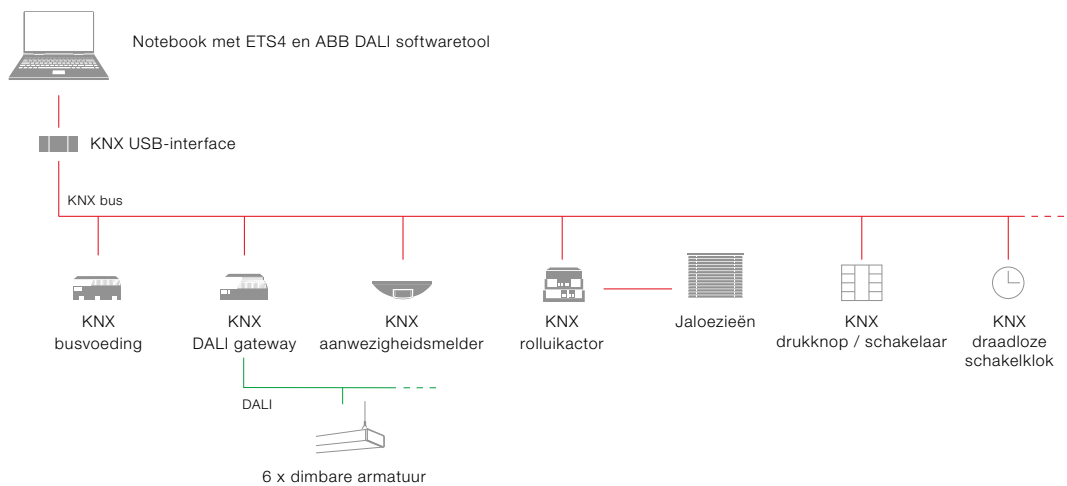 Notebook met ETS4 en ABB DALI softwaretool
KNX USB-interface
KNX bus
KNX
busvoeding
KNX
DALI gateway
KNX
aanwezigheidsmelder
KNX
rolluikactor
Jaloezieën
KNX
drukknop / schakelaar
KNX
draadloze
schakelklok
DALI
6 x dimbare armatuur